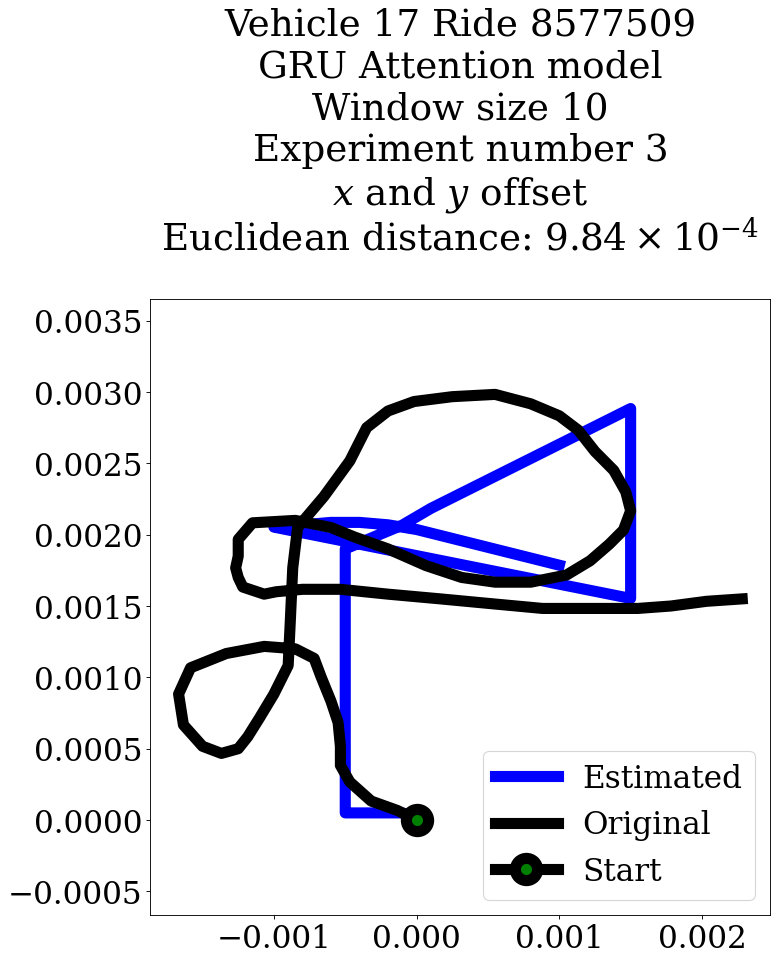 Vehicle 17 Ride 8577509
GRU Attention model
Window size 10
Experiment number 3
x and y offset
Euclidean distance: 9.84 × 10⁻⁴
0.0035
0.0030
0.0025
0.0020
0.0015
0.0010
0.0005
0.0000
−0.0005
Estimated
Original
Start
−0.001 0.000 0.001 0.002